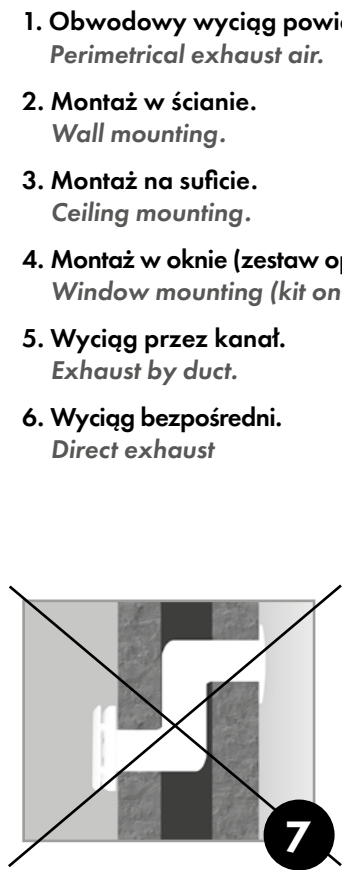 1. Obwodowy wyciąg
Perimetrical exhaust air.
2. Montaż w ścianie.
Wall mounting.
3. Montaż na suficie.
Ceiling mounting.
4. Montaż w oknie (zestaw
Window mounting (kit on
5. Wyciąg przez kanał.
Exhaust by duct.
6. Wyciąg bezpośredni.
Direct exhaust
7